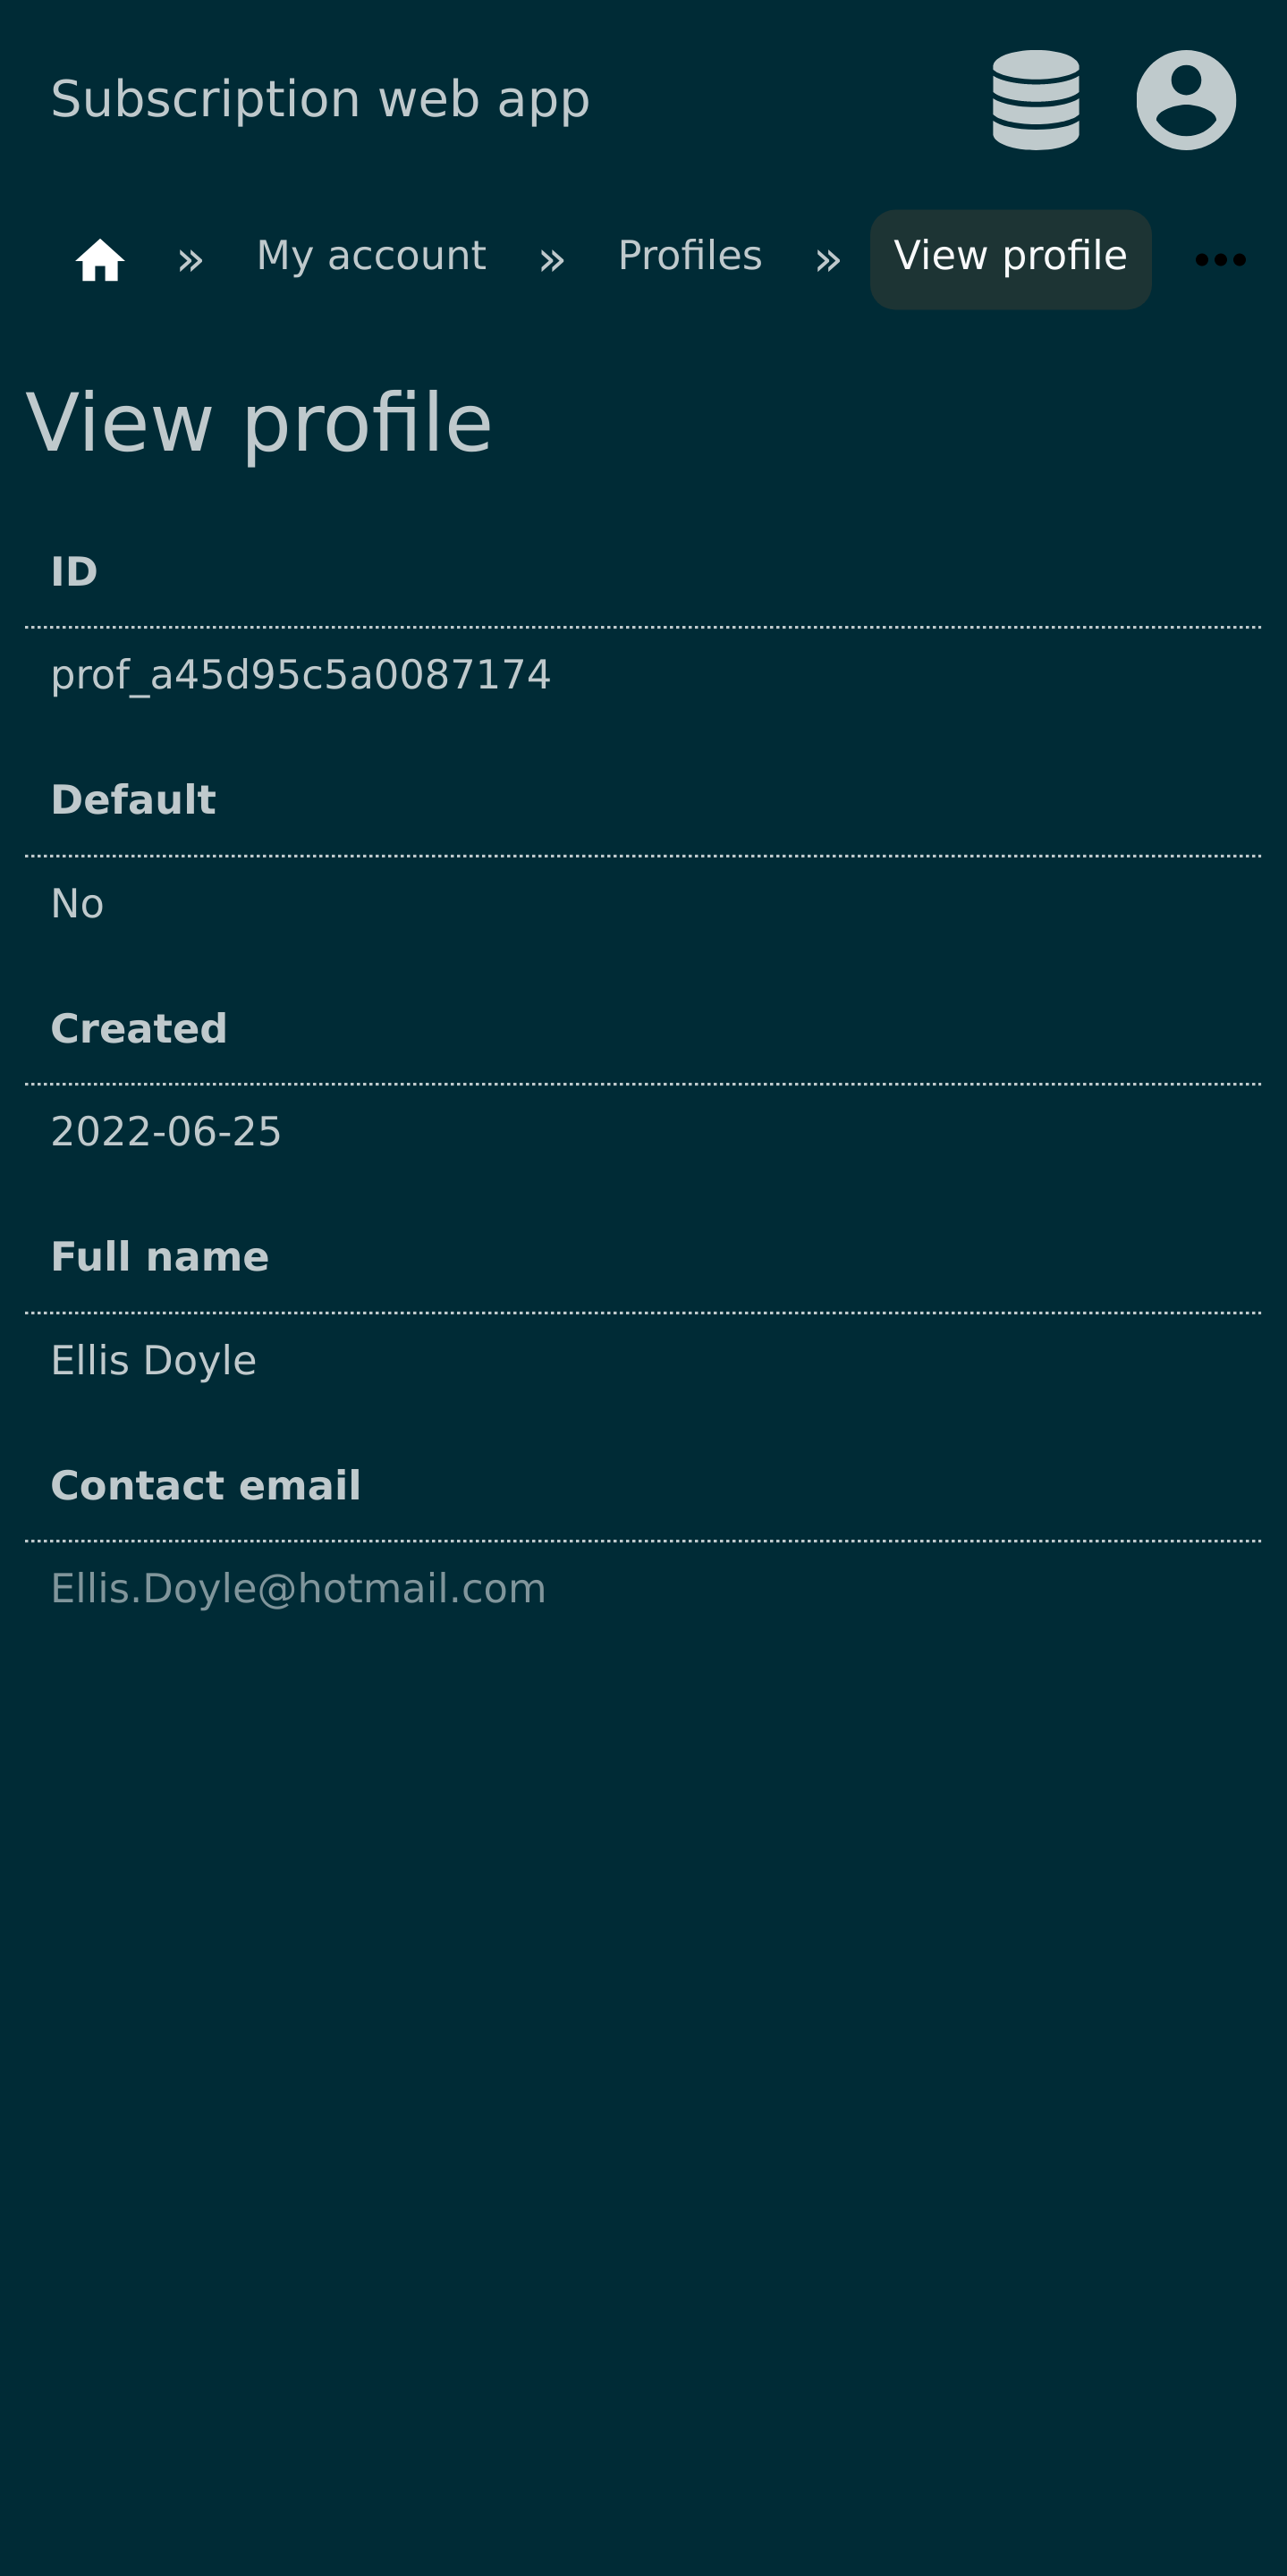 Subscription web app
» My account » Profiles » View profile •••
View profile
ID
prof_a45d95c5a0087174
Default
No
Created
2022-06-25
Full name
Ellis Doyle
Contact email
Ellis.Doyle@hotmail.com